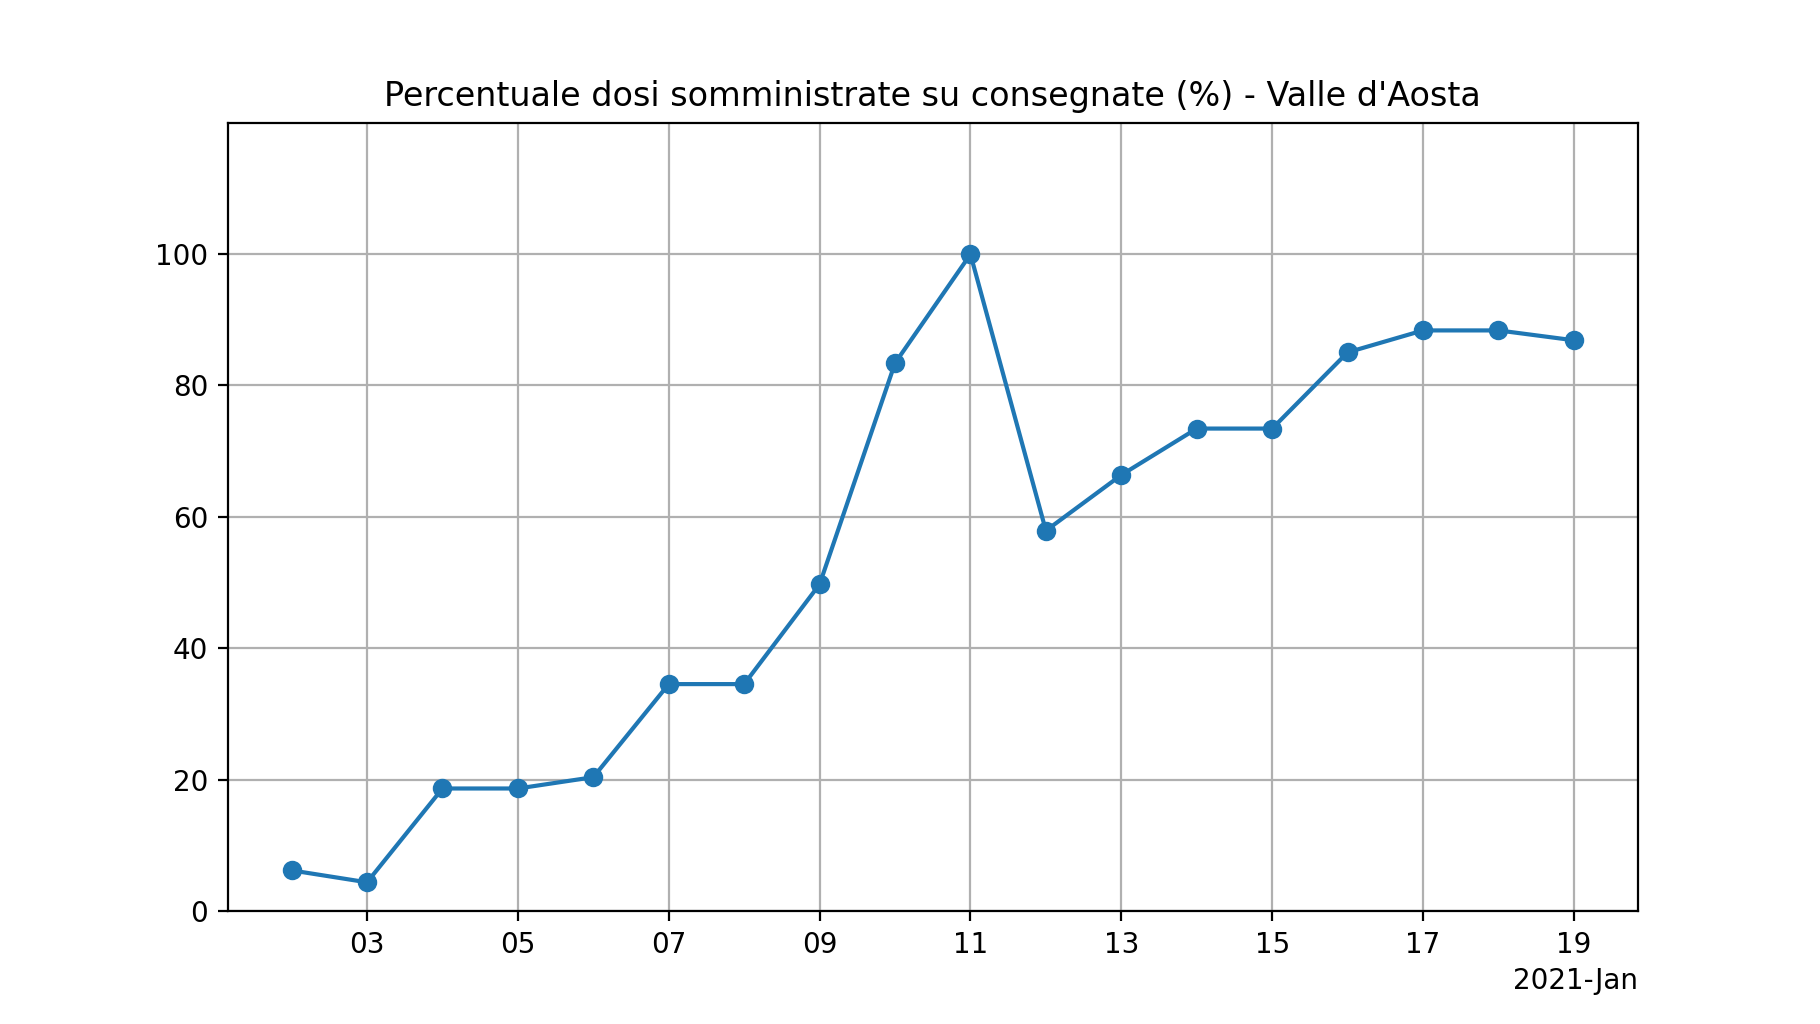 Percentuale dosi somministrate su consegnate (%) - Valle d'Aosta
100
80
60
40
20
0
03 05 07 09 11 13 15 17 19
2021-Jan